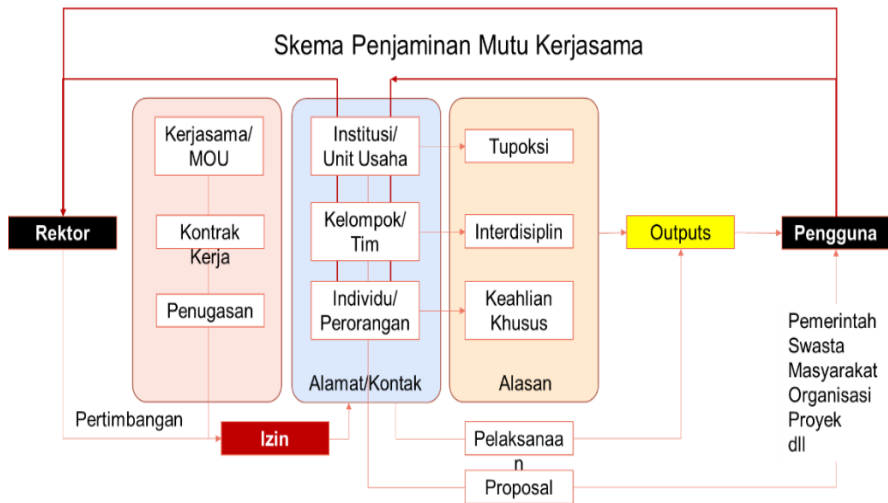 Skema Penjaminan Mutu Kerjasama
Kerjasama/
MOU
Kontrak
Kerja
Penugasan
Institusi/
Unit Usaha
Kelompok/
Tim
Individu/
Perorangan
Alamat/Kontak
Tupoksi
Interdisiplin
Keahlian
Khusus
Alasan
Rektor
Outputs
Pengguna
Pemerintah
Swasta
Masyarakat
Organisasi
Proyek
dll
Pertimbangan
Izin
Pelaksanaa
n
Proposal